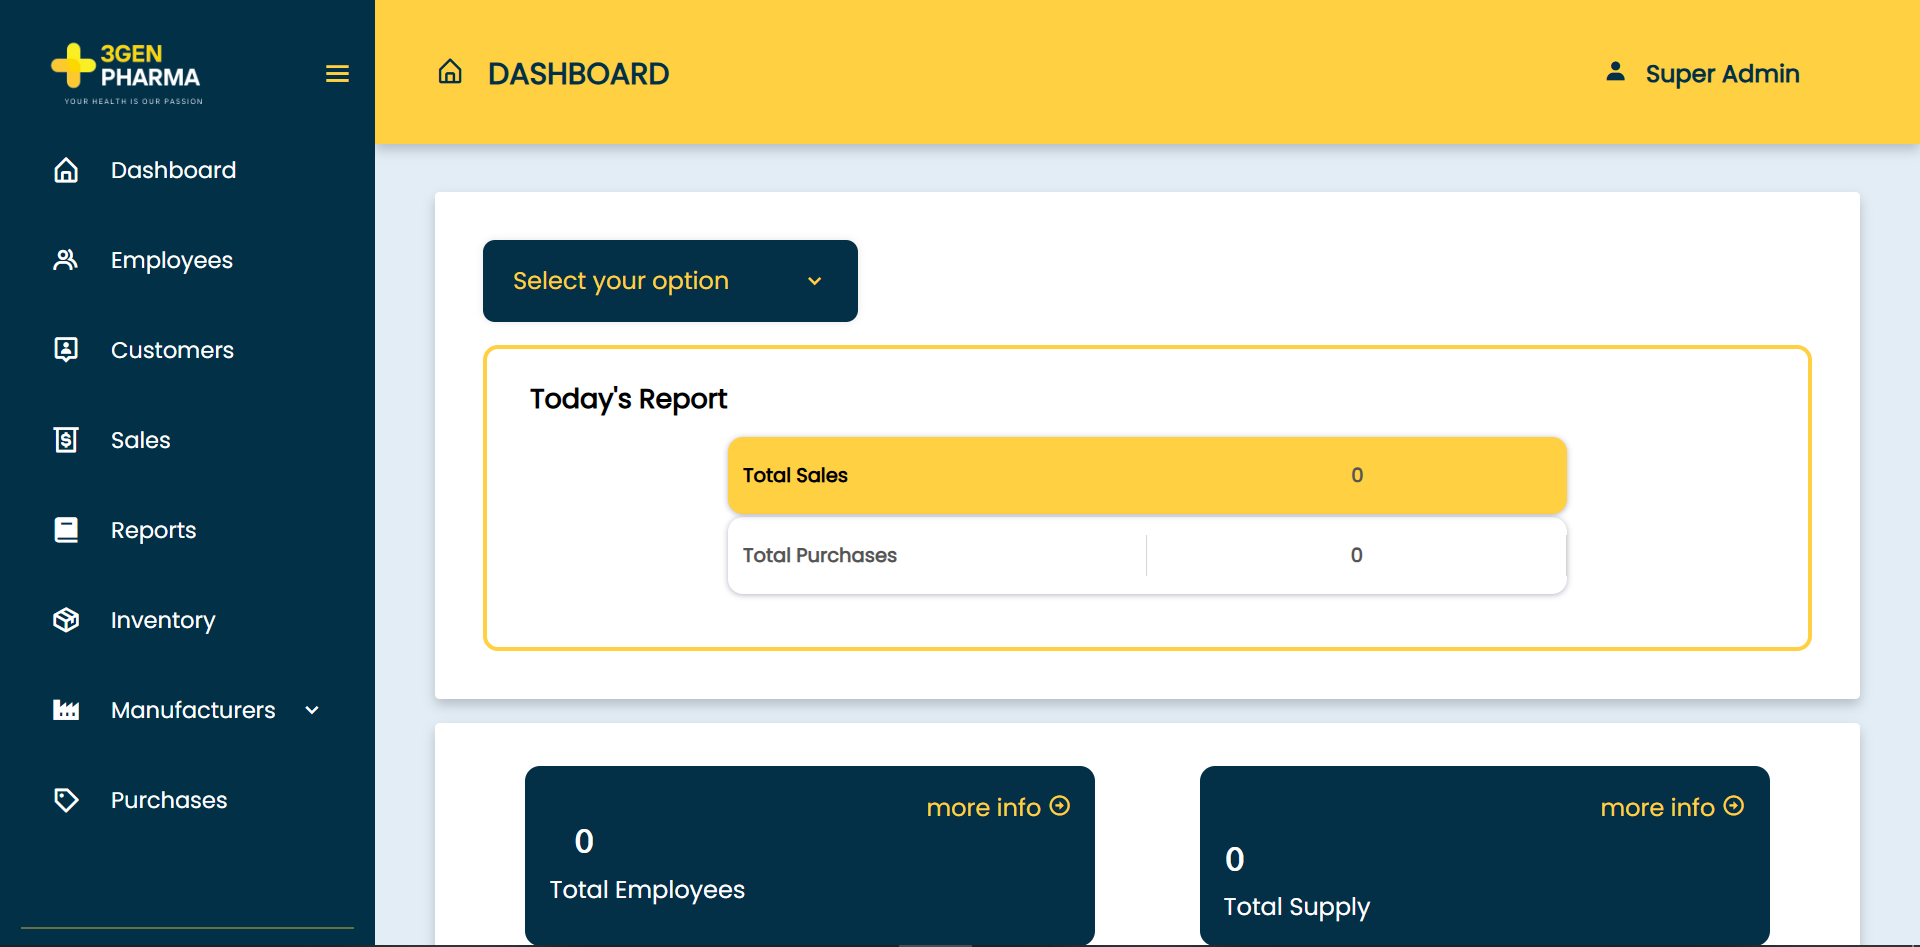 3GEN
PHARMA
YOUR HEALTH IS OUR PASSION
Dashboard
Employees
Customers
Sales
Reports
Inventory
Manufacturers
Purchases
DASHBOARD
Super Admin
Select your option
Today's Report
Total Sales 0
Total Purchases 0
more info
0
Total Employees
more info
0
Total Supply